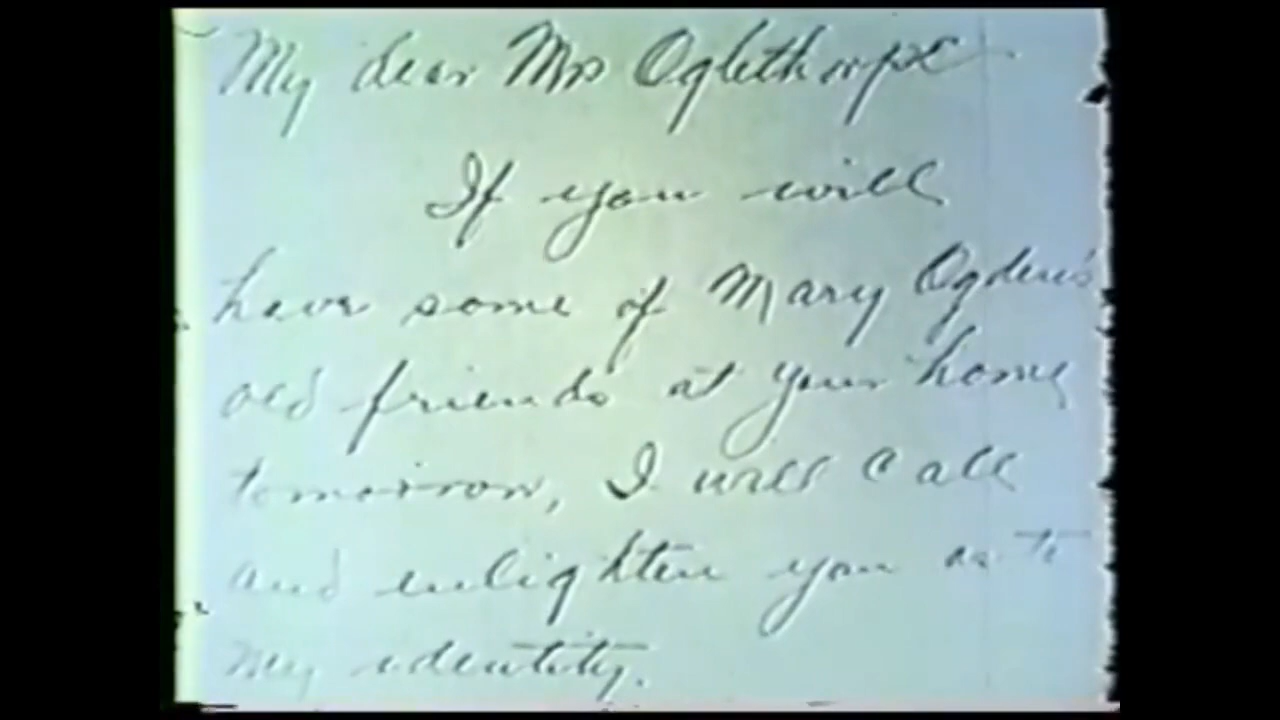 My dear Mrs Oglethorpe
If you will
have some of Mary Ogden's
old friends at your home
tomorrow, I will call
and enlighten you as to
my identity.